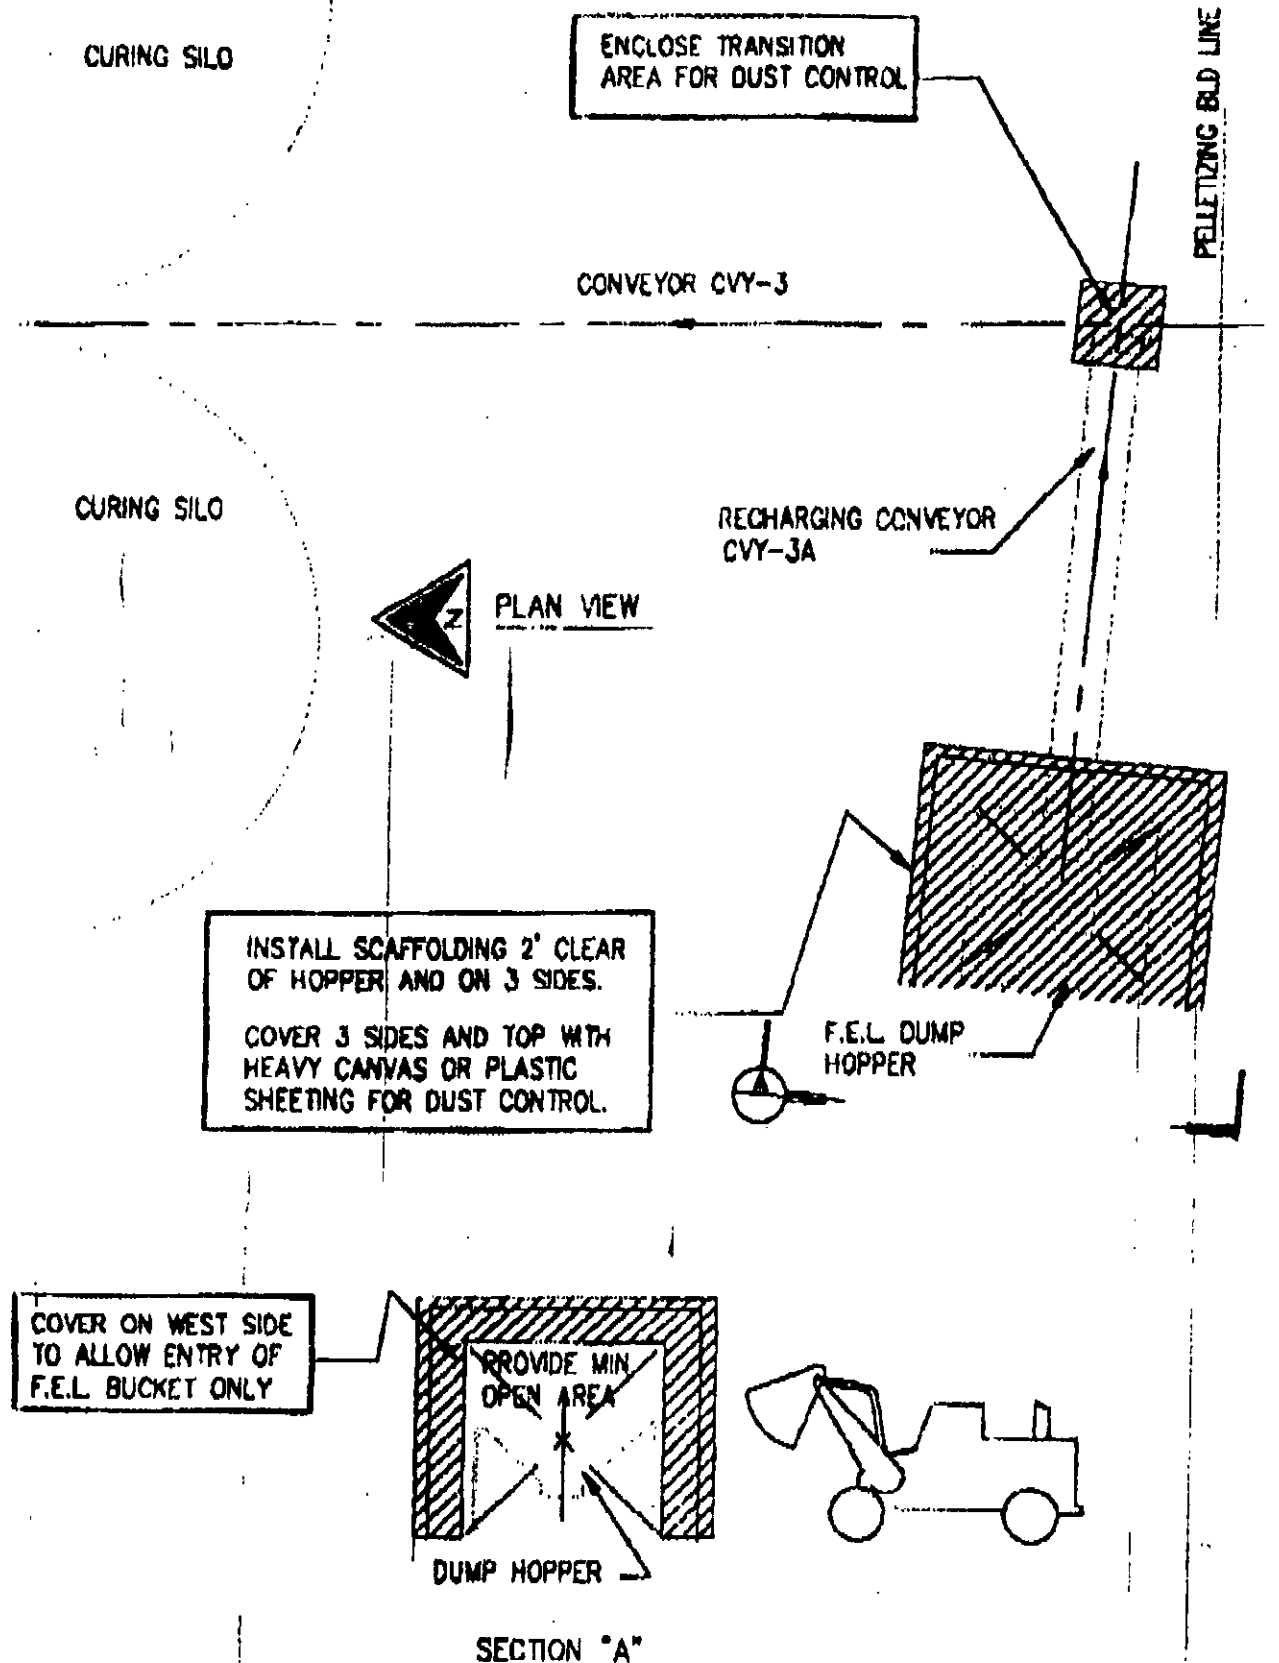 CURING SILO
ENCLOSE TRANSITION
AREA FOR DUST CONTROL
PELLETIZING BLD LINE
CONVEYOR CVY-3
CURING SILO
RECHARGING CONVEYOR
CVY-3A
N
PLAN VIEW
INSTALL SCAFFOLDING 2' CLEAR
OF HOPPER AND ON 3 SIDES.
COVER 3 SIDES AND TOP WITH
HEAVY CANVAS OR PLASTIC
SHEETING FOR DUST CONTROL.
F.E.L. DUMP
HOPPER
COVER ON WEST SIDE
TO ALLOW ENTRY OF
F.E.L. BUCKET ONLY
PROVIDE MIN
OPEN AREA
DUMP HOPPER
SECTION "A"